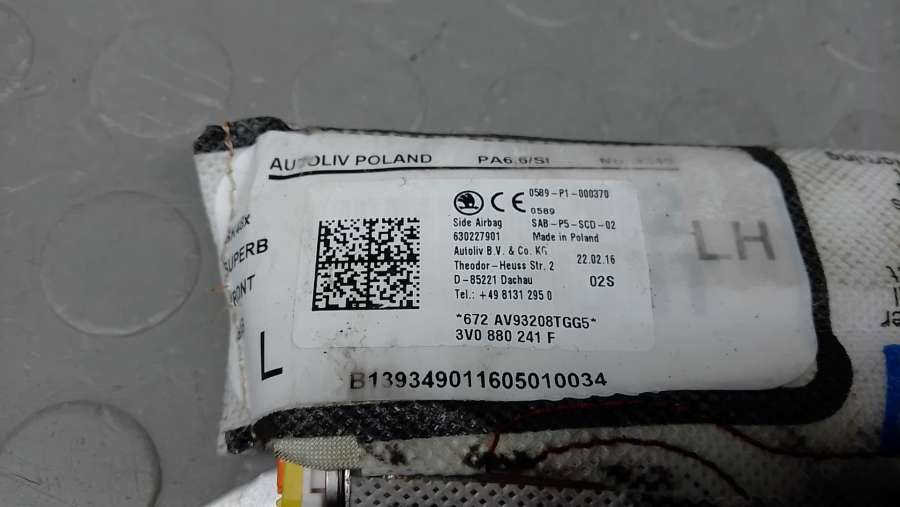 AUTOLIV POLAND PA6.6/SI
SUPERB
L
CE 0589-P1-000370
0589
Side Airbag SAB-P5-SCD-02
630227901 Made in Poland
Autoliv B.V. & Co. KG 22.02.16
Theodor-Heuss Str. 2
D-85221 Dachau 02S
Tel.: +49 8131 295 0
*672 AV93208TGG5*
3V0 880 241 F
LH
B139349011605010034